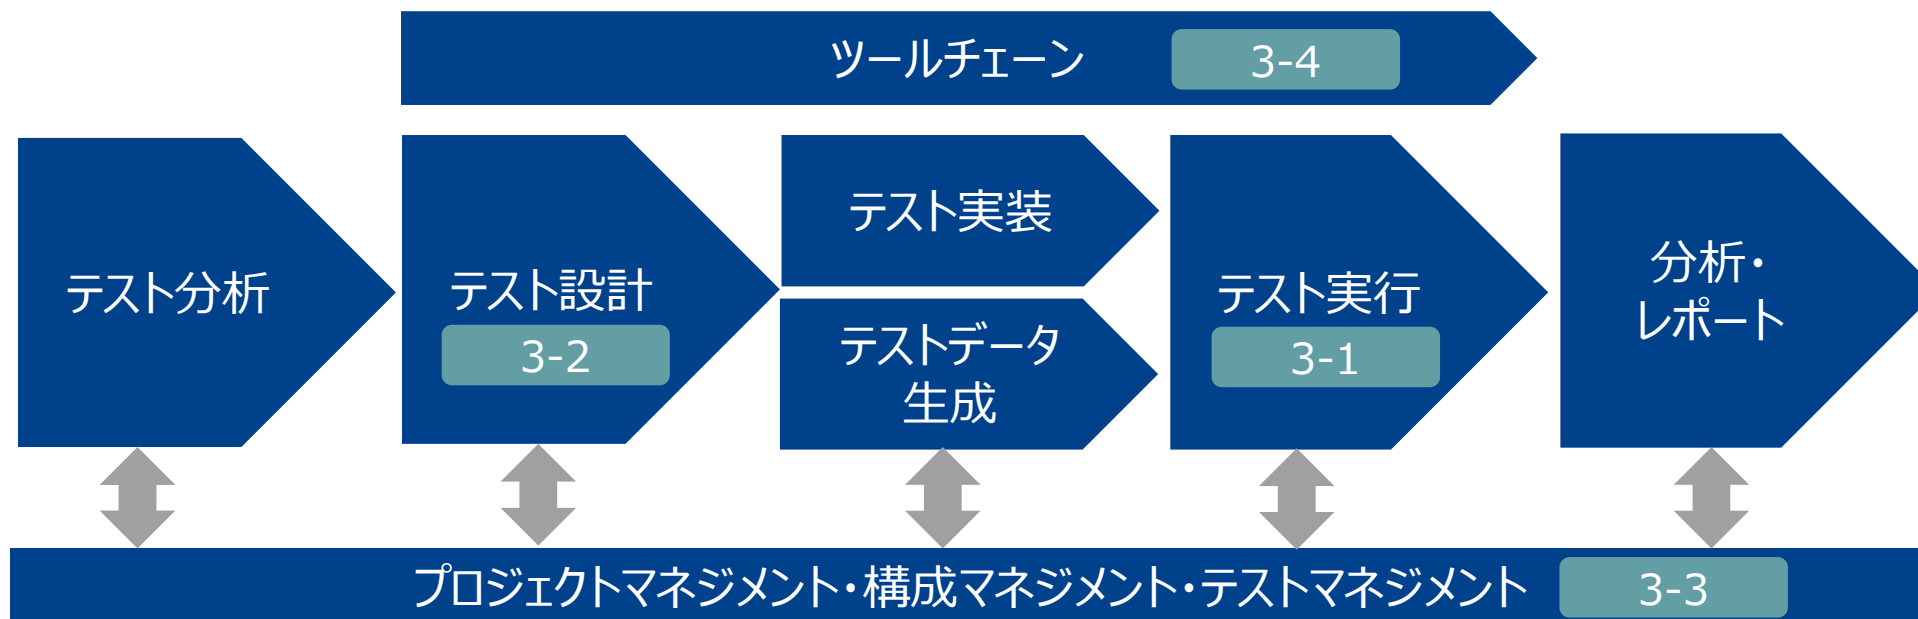 ツールチェーン 3-4
テスト分析
テスト設計
3-2
テスト実装
テストデータ
生成
テスト実行
3-1
分析・
レポート
プロジェクトマネジメント・構成マネジメント・テストマネジメント 3-3